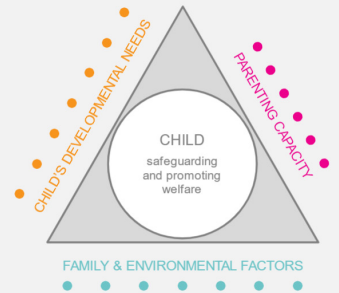 CHILD'S DEVELOPMENTAL NEEDS
PARENTING CAPACITY
CHILD
safeguarding
and promoting
welfare
FAMILY & ENVIRONMENTAL FACTORS